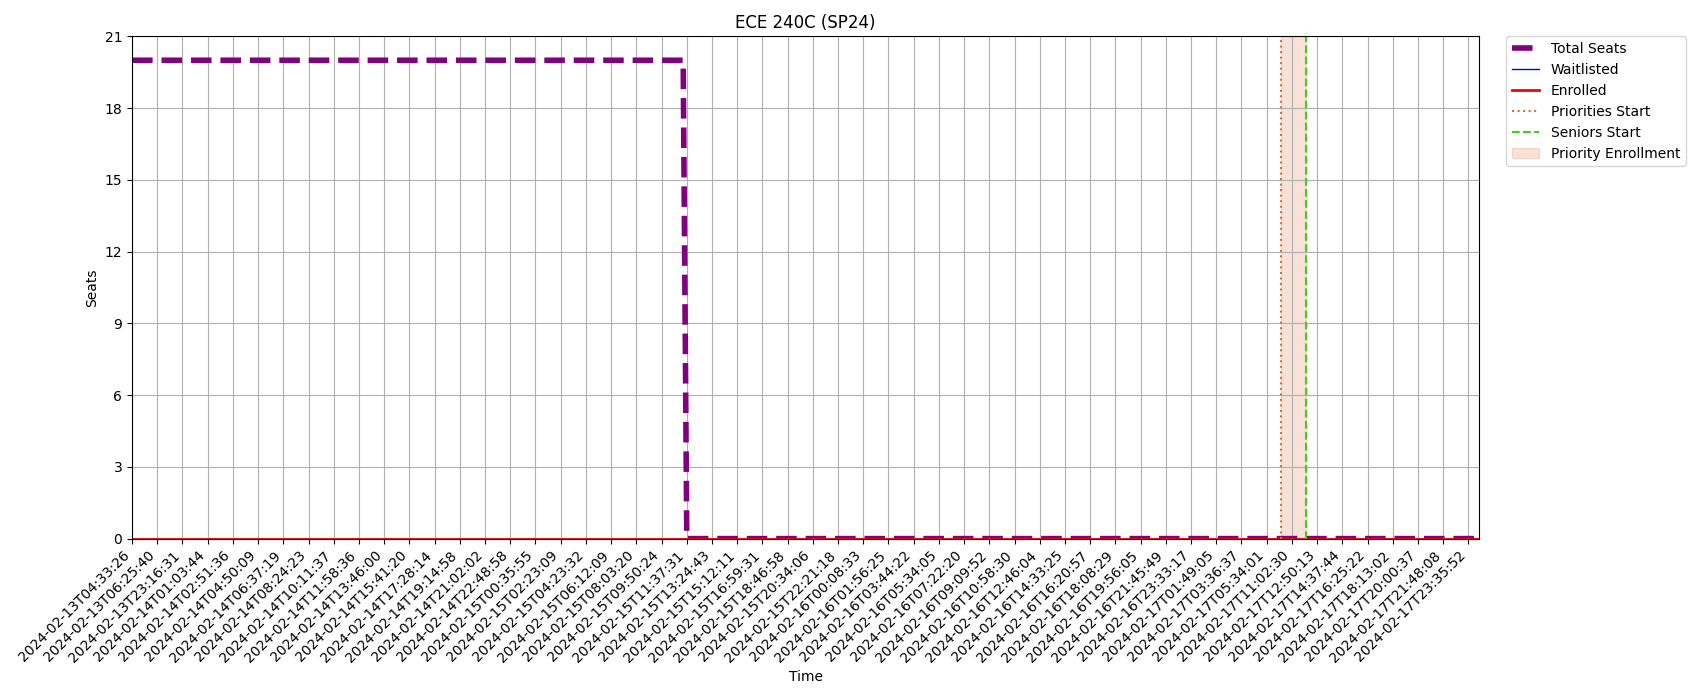 ECE 240C (SP24)
21
18
15
12
9
6
3
0
Seats
2024-02-13T04:33:26
2024-02-13T06:25:40
2024-02-13T23:16:31
2024-02-14T01:03:44
2024-02-14T02:51:36
2024-02-14T04:50:09
2024-02-14T06:37:19
2024-02-14T08:24:23
2024-02-14T10:11:37
2024-02-14T11:58:36
2024-02-14T13:46:00
2024-02-14T15:41:20
2024-02-14T17:28:14
2024-02-14T19:14:58
2024-02-14T21:02:02
2024-02-14T22:48:58
2024-02-15T00:35:55
2024-02-15T02:23:09
2024-02-15T04:23:32
2024-02-15T06:12:09
2024-02-15T08:03:20
2024-02-15T09:50:24
2024-02-15T11:37:31
2024-02-15T13:24:43
2024-02-15T15:12:11
2024-02-15T16:59:31
2024-02-15T18:46:58
2024-02-15T20:34:06
2024-02-15T22:21:18
2024-02-16T00:08:33
2024-02-16T01:56:25
2024-02-16T03:44:22
2024-02-16T05:34:05
2024-02-16T07:22:20
2024-02-16T09:09:52
2024-02-16T10:58:30
2024-02-16T12:46:04
2024-02-16T14:33:25
2024-02-16T16:20:57
2024-02-16T18:08:29
2024-02-16T19:56:05
2024-02-16T21:45:49
2024-02-16T23:33:17
2024-02-17T01:49:05
2024-02-17T03:36:37
2024-02-17T05:34:01
2024-02-17T11:02:30
2024-02-17T12:50:13
2024-02-17T14:37:44
2024-02-17T16:25:22
2024-02-17T18:13:02
2024-02-17T20:00:37
2024-02-17T21:48:08
2024-02-17T23:35:52
Time
Total Seats
Waitlisted
Enrolled
Priorities Start
Seniors Start
Priority Enrollment